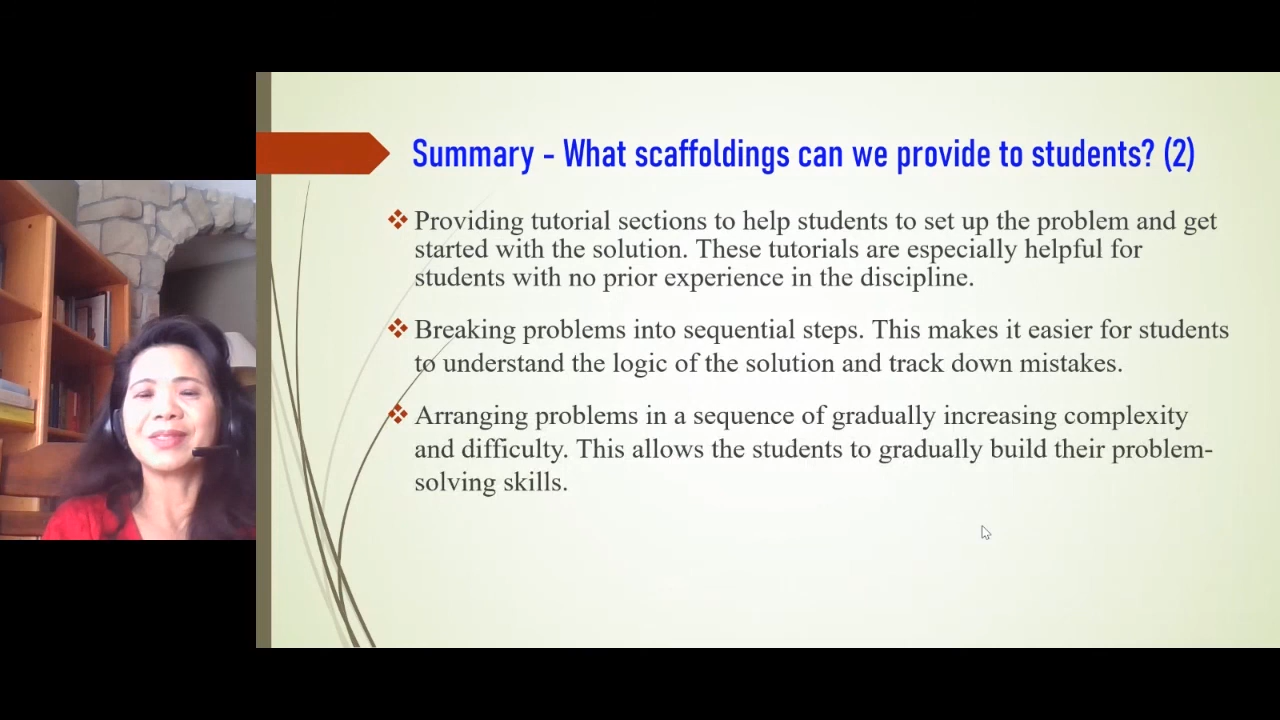 Summary - What scaffoldings can we provide to students? (2)
Providing tutorial sections to help students to set up the problem and get
started with the solution. These tutorials are especially helpful for
students with no prior experience in the discipline.
Breaking problems into sequential steps. This makes it easier for students
to understand the logic of the solution and track down mistakes.
Arranging problems in a sequence of gradually increasing complexity
and difficulty. This allows the students to gradually build their problem-
solving skills.